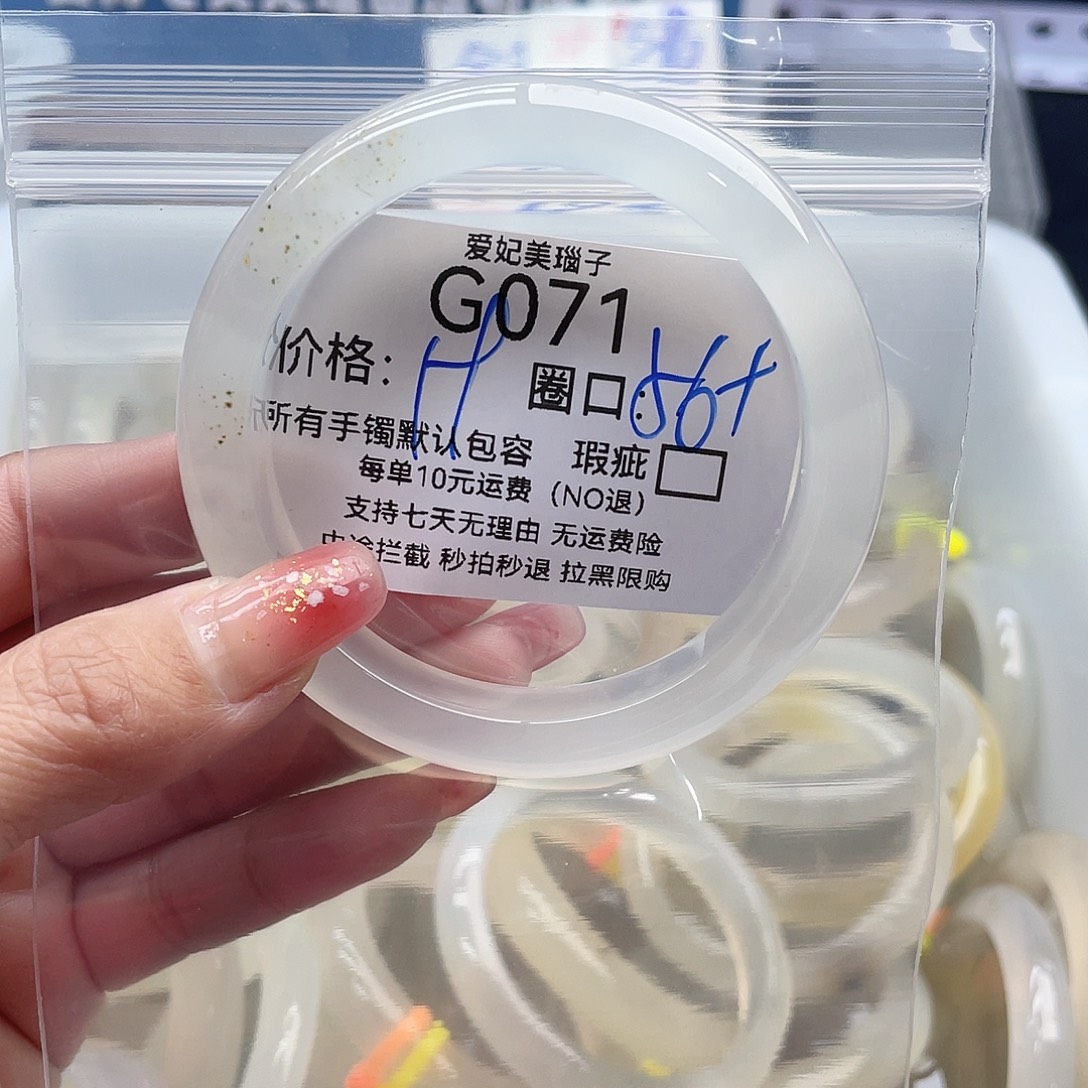 爱妃美瑙子
G071
价格: H 圈口: 56+
所有手镯默认包容 瑕疵
每单10元运费 (NO退)
支持七天无理由 无运费险
中途拦截 秒拍秒退 拉黑限购